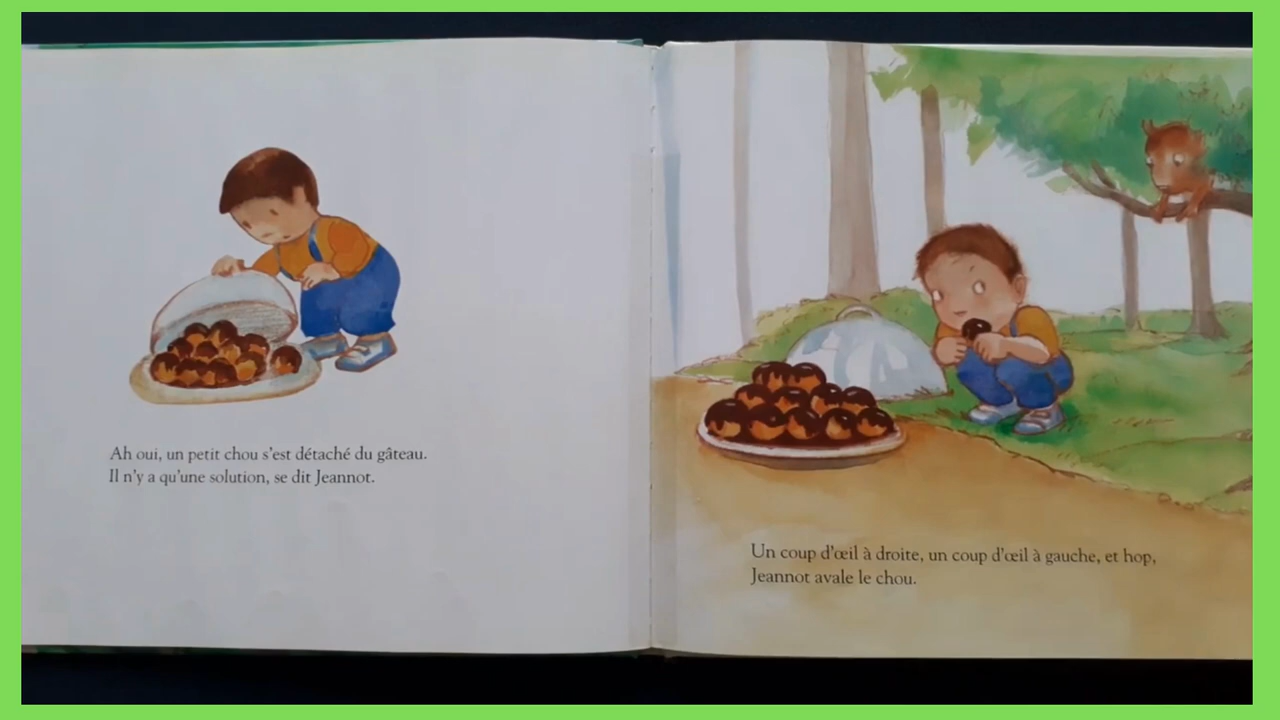 Ah oui, un petit chou s'est détaché du gâteau.
Il n'y a qu'une solution, se dit Jeannot.
Un coup d'œil à droite, un coup d'œil à gauche, et hop,
Jeannot avale le chou.